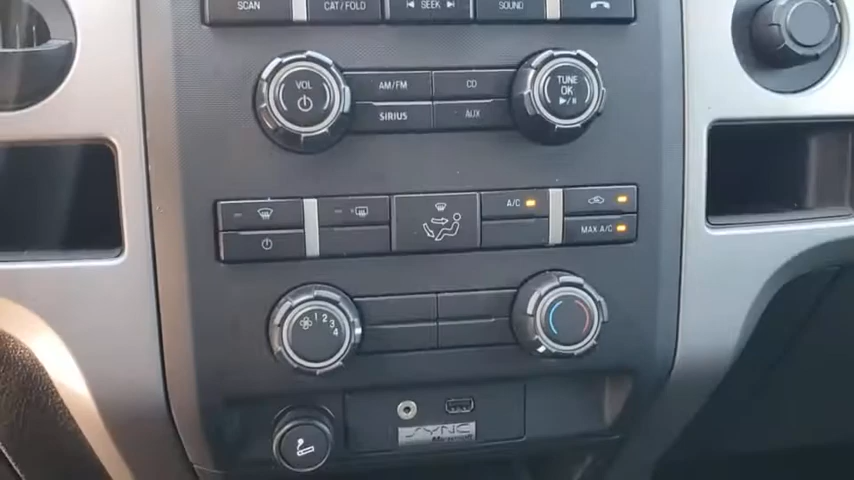 SCAN CAT/FOLD SEEK SOUND
VOL
AM/FM CD
SIRIUS AUX
TUNE
OK
A/C
MAX A/C
1 2 3 4
SYNC
Microsoft